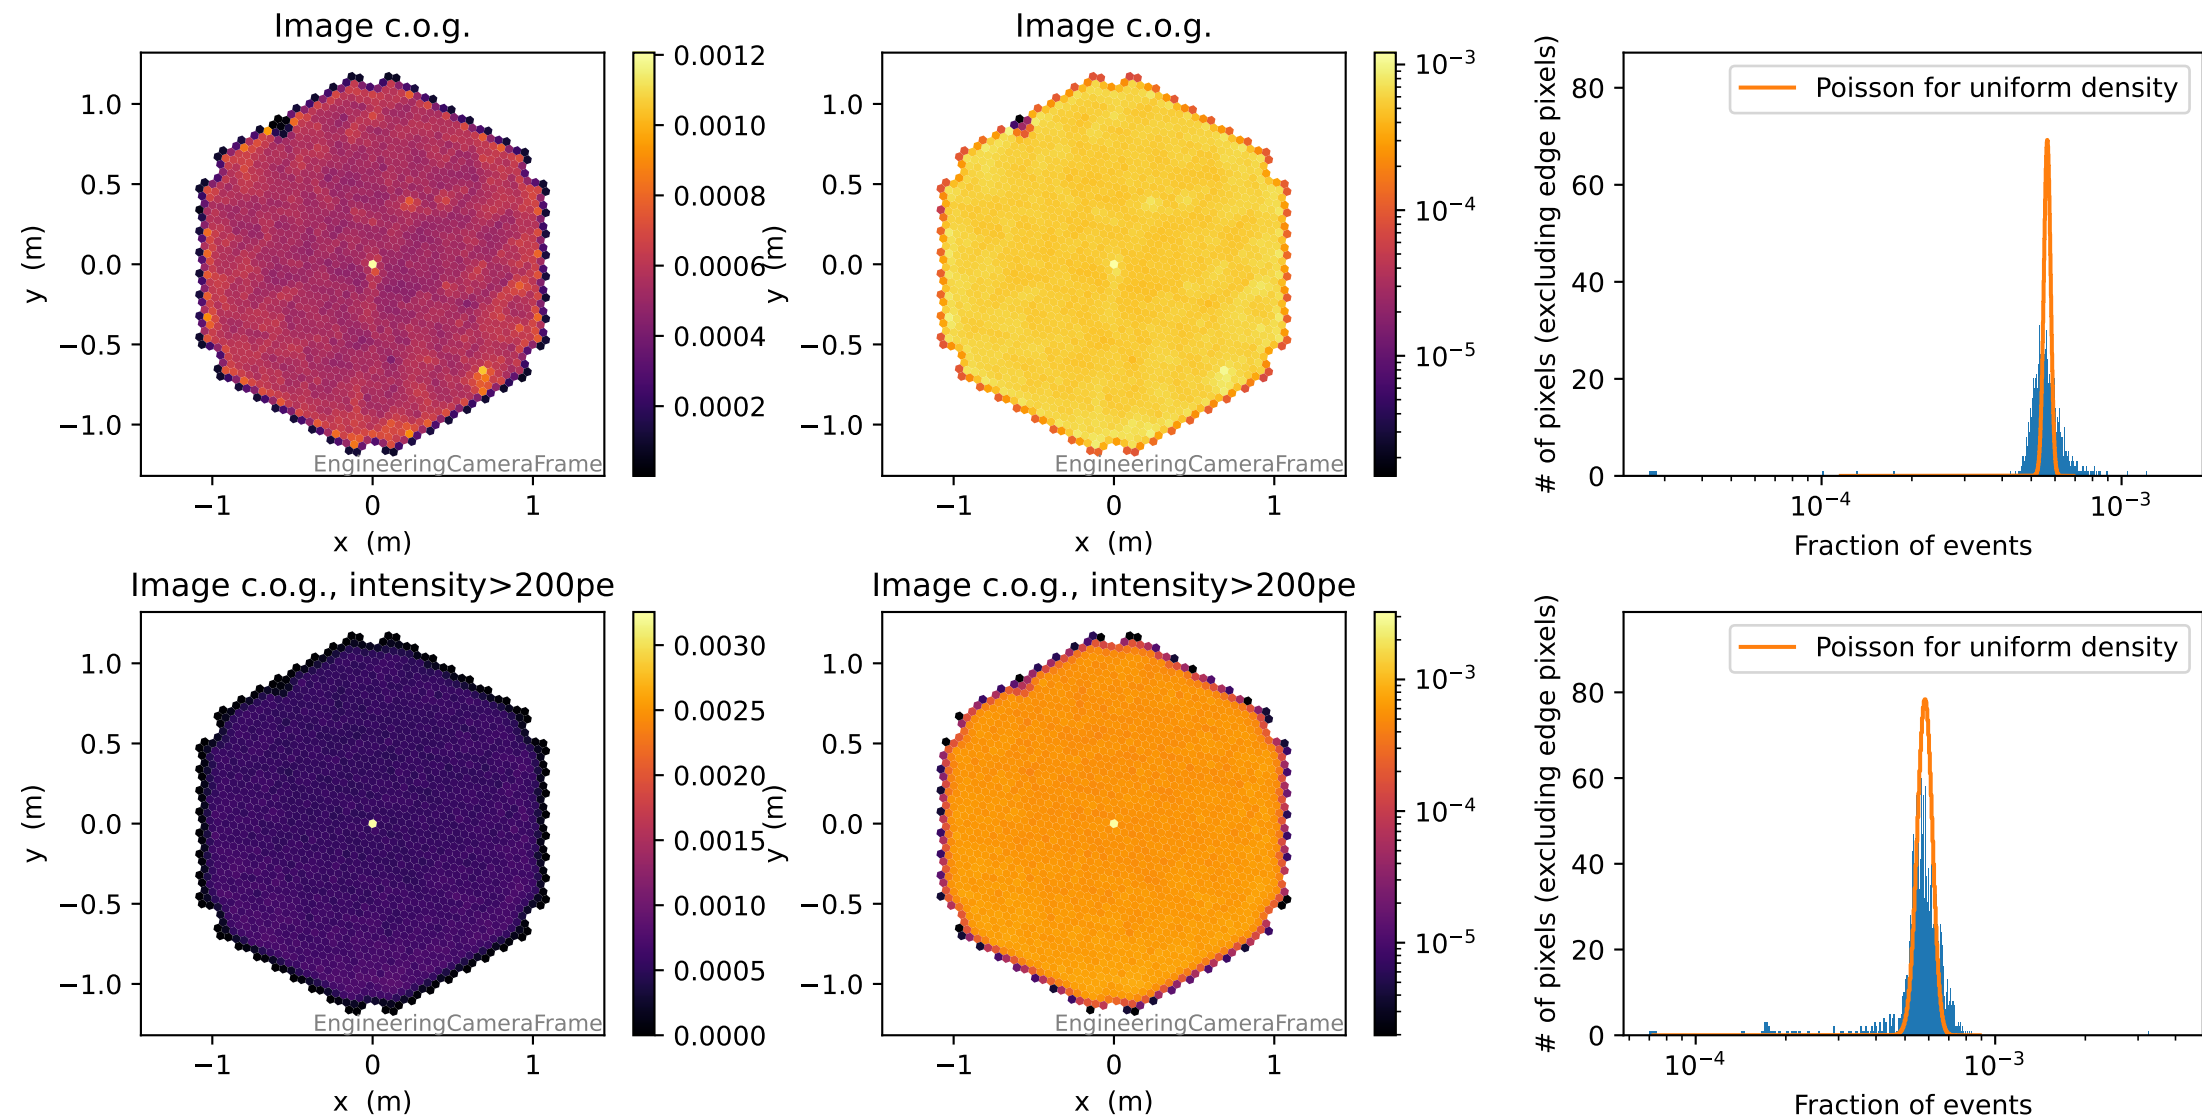 Image c.o.g.
y (m)
1.0
0.5
0.0
−0.5
−1.0
−1
0
1
x (m)
EngineeringCameraFrame
0.0012
0.0010
0.0008
0.0006
0.0004
0.0002
Image c.o.g.
y (m)
1.0
0.5
0.0
−0.5
−1.0
−1
0
1
x (m)
EngineeringCameraFrame
10⁻³
10⁻⁴
10⁻⁵
# of pixels (excluding edge pixels)
80
60
40
20
0
Poisson for uniform density
10⁻⁴
10⁻³
Fraction of events
Image c.o.g., intensity>200pe
y (m)
1.0
0.5
0.0
−0.5
−1.0
−1
0
1
x (m)
EngineeringCameraFrame
0.0030
0.0025
0.0020
0.0015
0.0010
0.0005
0.0000
Image c.o.g., intensity>200pe
y (m)
1.0
0.5
0.0
−0.5
−1.0
−1
0
1
x (m)
EngineeringCameraFrame
10⁻³
10⁻⁴
10⁻⁵
# of pixels (excluding edge pixels)
80
60
40
20
0
Poisson for uniform density
10⁻⁴
10⁻³
Fraction of events